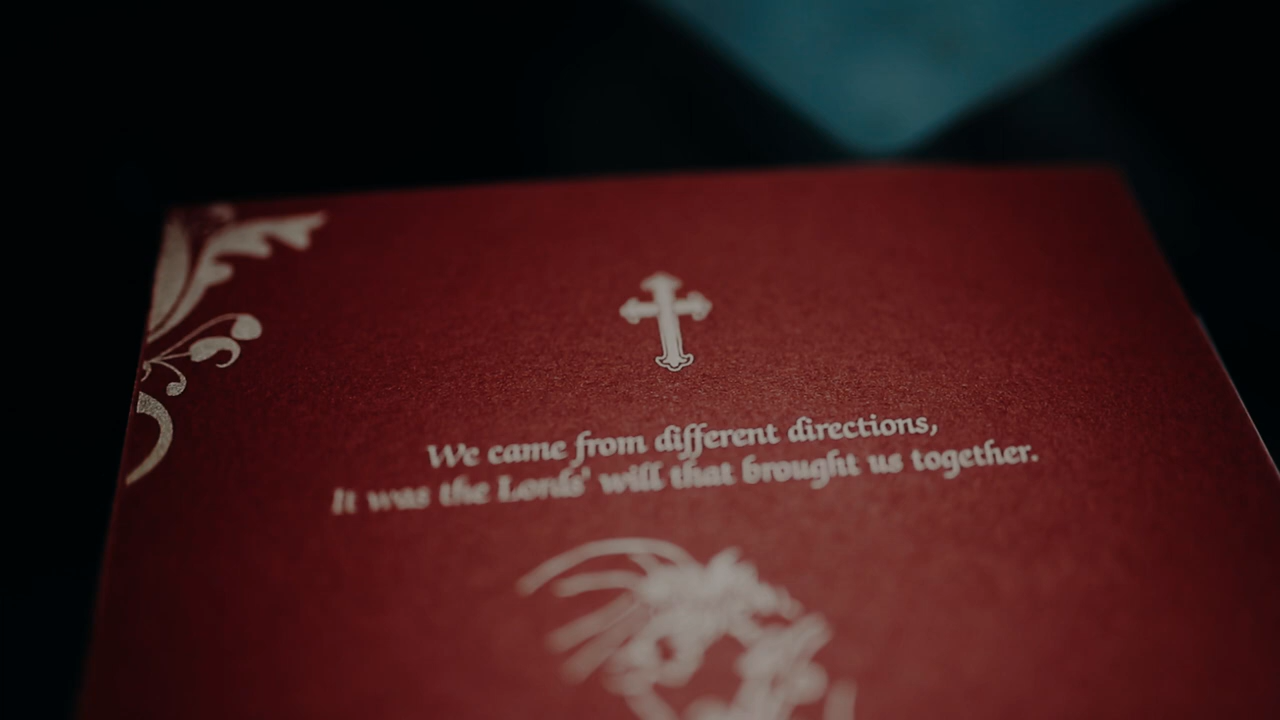 We came from different directions,
It was the Lords' will that brought us together.